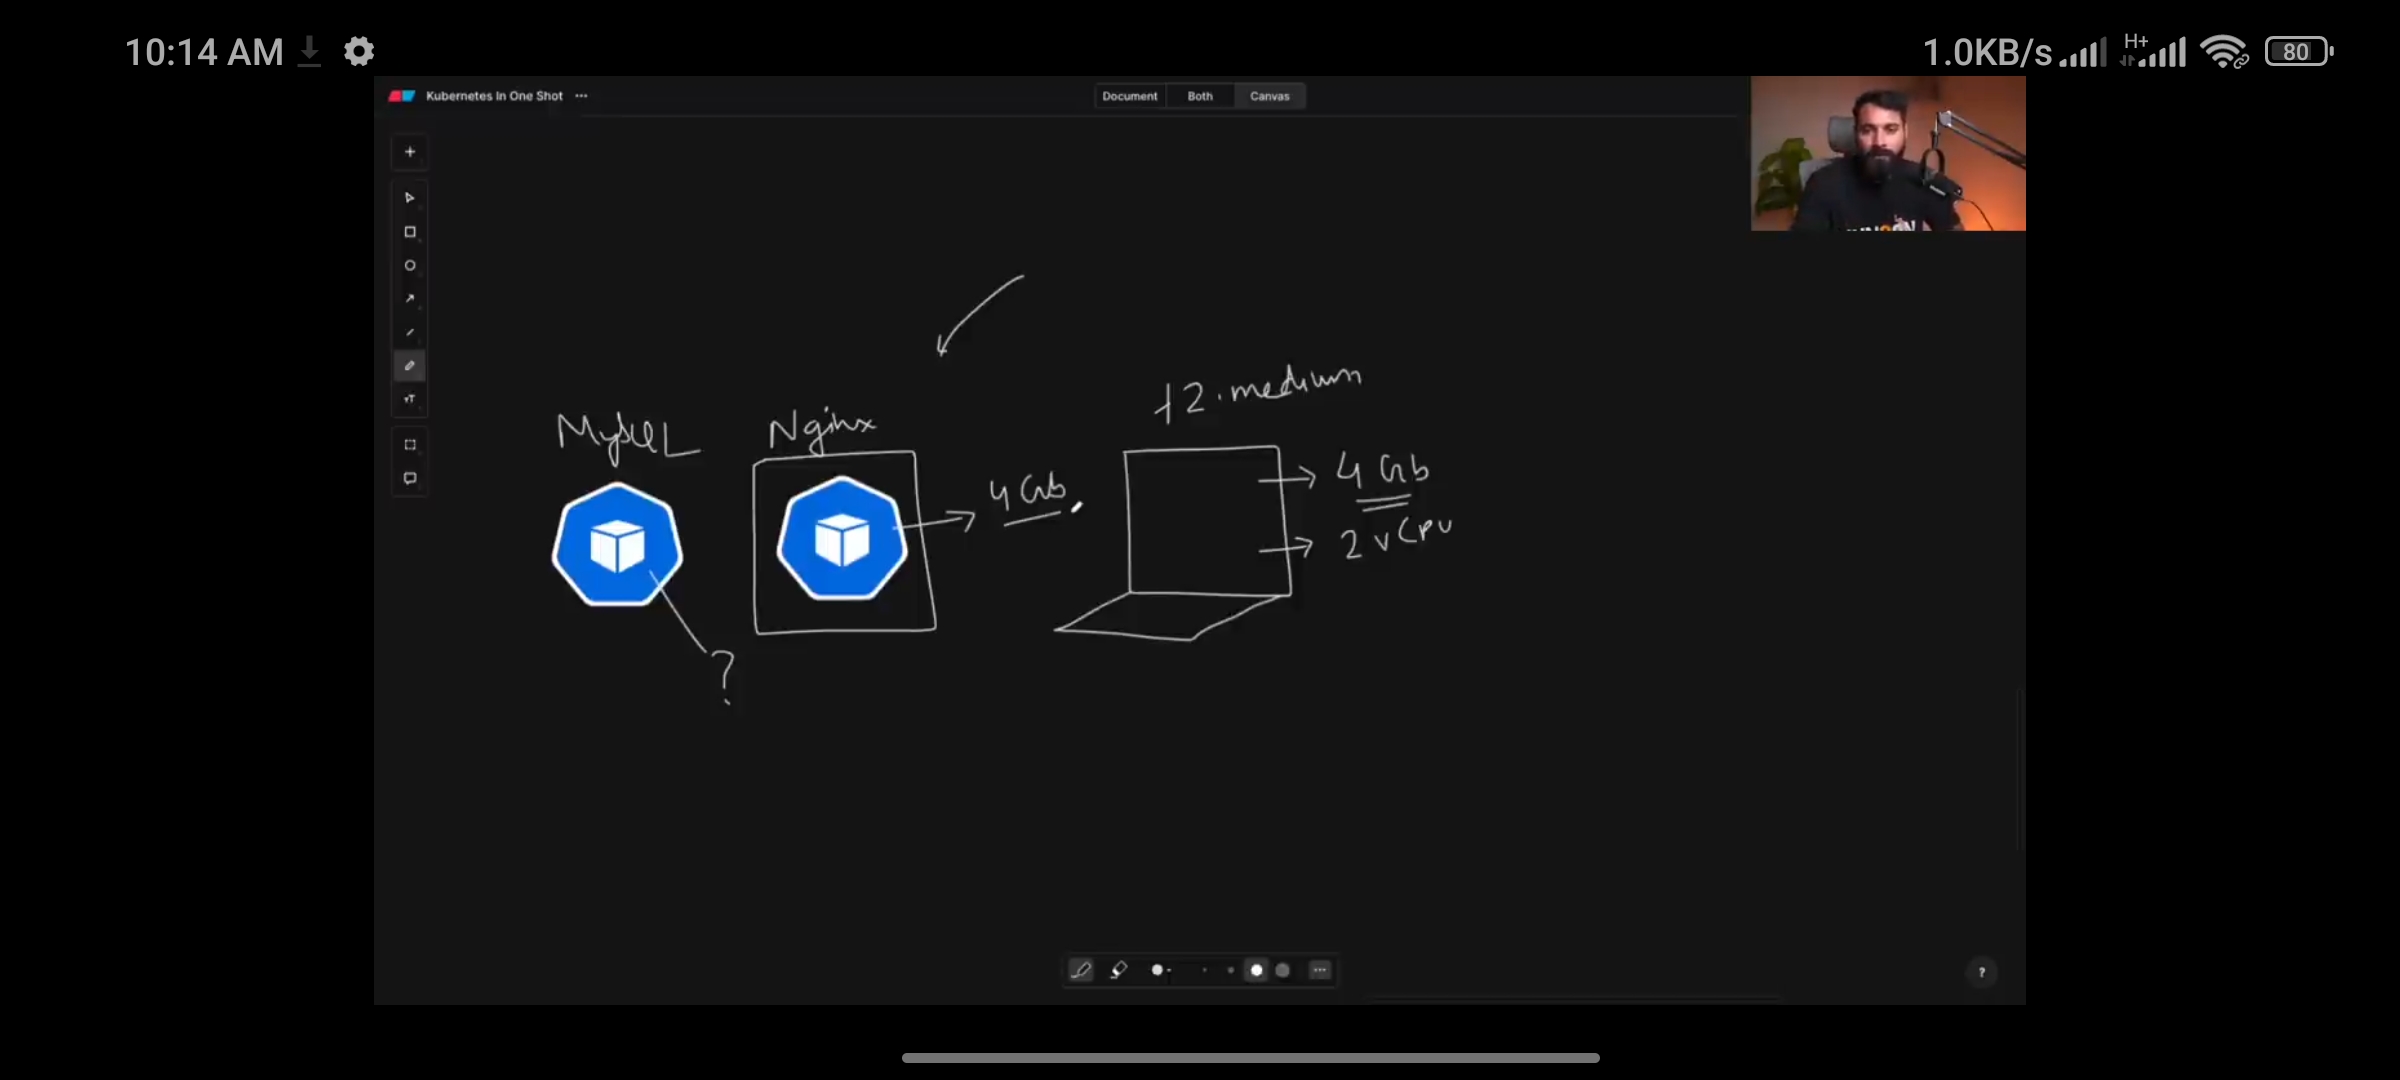 10:14 AM
1.0KB/s H+ 80
Kubernetes In One Shot ...
Document Both Canvas
t2.medium
MySQL Nginx
4 Gb
4 Gb.
2 vCPU
?
?